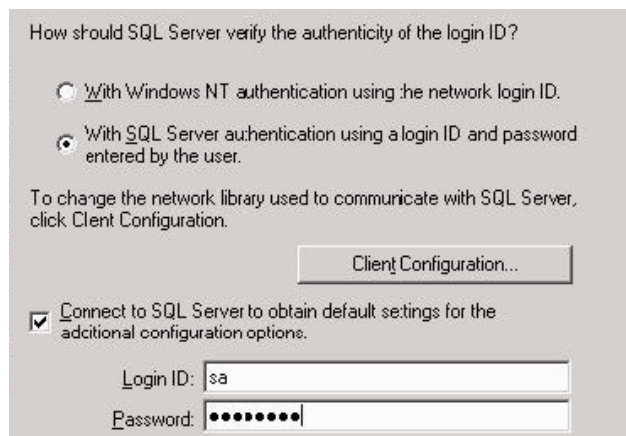 How should SQL Server verify the authenticity of the login ID?
With Windows NT authentication using the network login ID.
With SQL Server authentication using a login ID and password
entered by the user.
To change the network library used to communicate with SQL Server,
click Client Configuration.
Client Configuration...
Connect to SQL Server to obtain default settings for the
additional configuration options.
Login ID: sa
Password: ●●●●●●●●